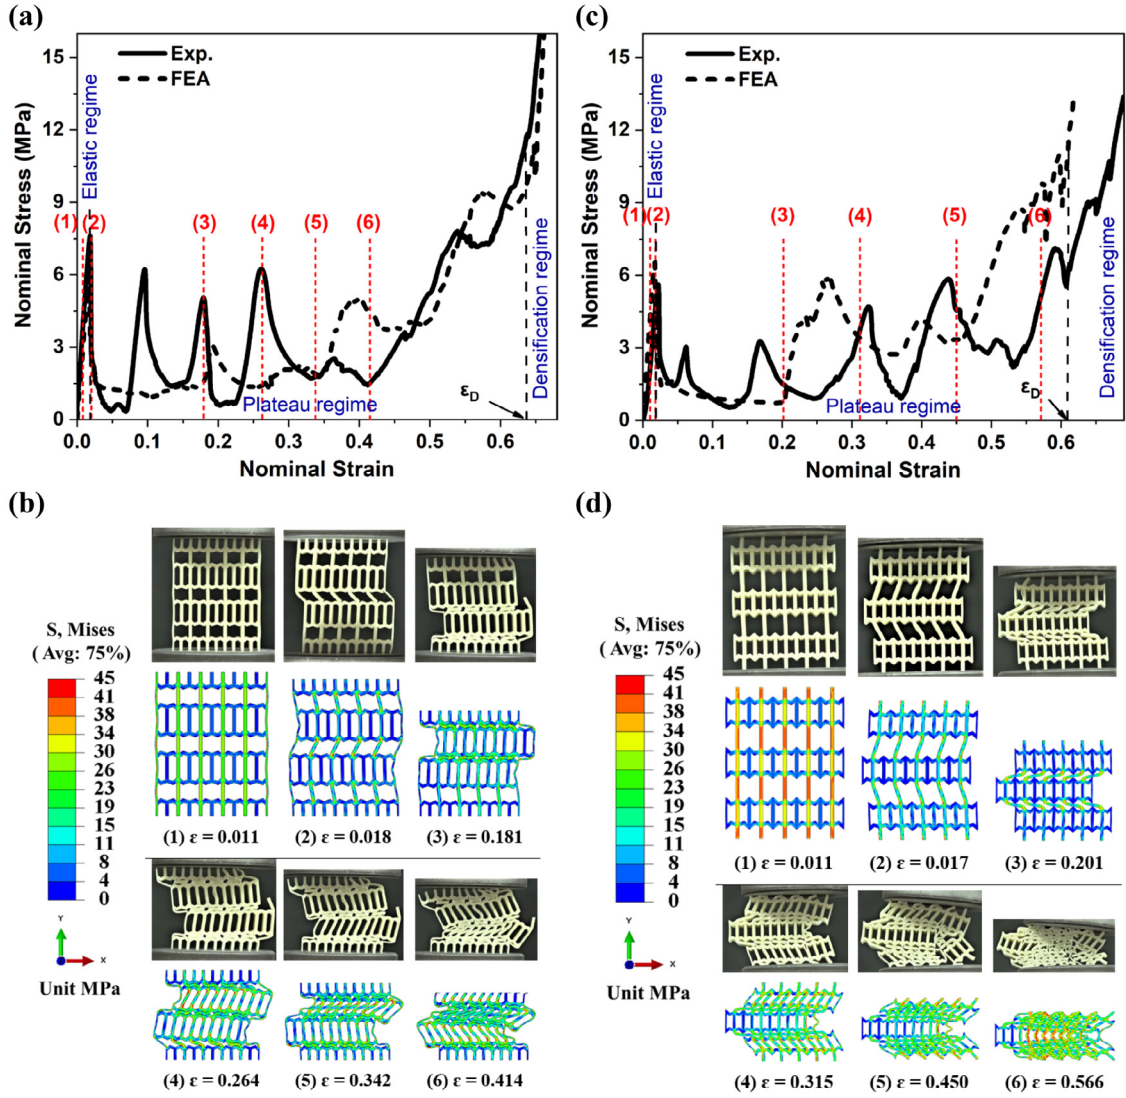 (a)
15
12
9
6
3
0
Nominal Stress (MPa)
Exp.
FEA
Elastic regime
(1)
(2)
(3)
(4)
(5)
(6)
Plateau regime
Densification regime
εD
0.0 0.1 0.2 0.3 0.4 0.5 0.6
Nominal Strain
(c)
15
12
9
6
3
0
Nominal Stress (MPa)
Exp.
FEA
Elastic regime
(1)
(2)
(3)
(4)
(5)
(6)
Plateau regime
Densification regime
εD
0.0 0.1 0.2 0.3 0.4 0.5 0.6
Nominal Strain
(b)
S, Mises
( Avg: 75%)
45
41
38
34
30
26
23
19
15
11
8
4
0
Y
X
Unit MPa
(1) ε = 0.011 (2) ε = 0.018 (3) ε = 0.181
(4) ε = 0.264 (5) ε = 0.342 (6) ε = 0.414
(d)
S, Mises
( Avg: 75%)
45
41
38
34
30
26
23
19
15
11
8
4
0
Y
X
Unit MPa
(1) ε = 0.011 (2) ε = 0.017 (3) ε = 0.201
(4) ε = 0.315 (5) ε = 0.450 (6) ε = 0.566